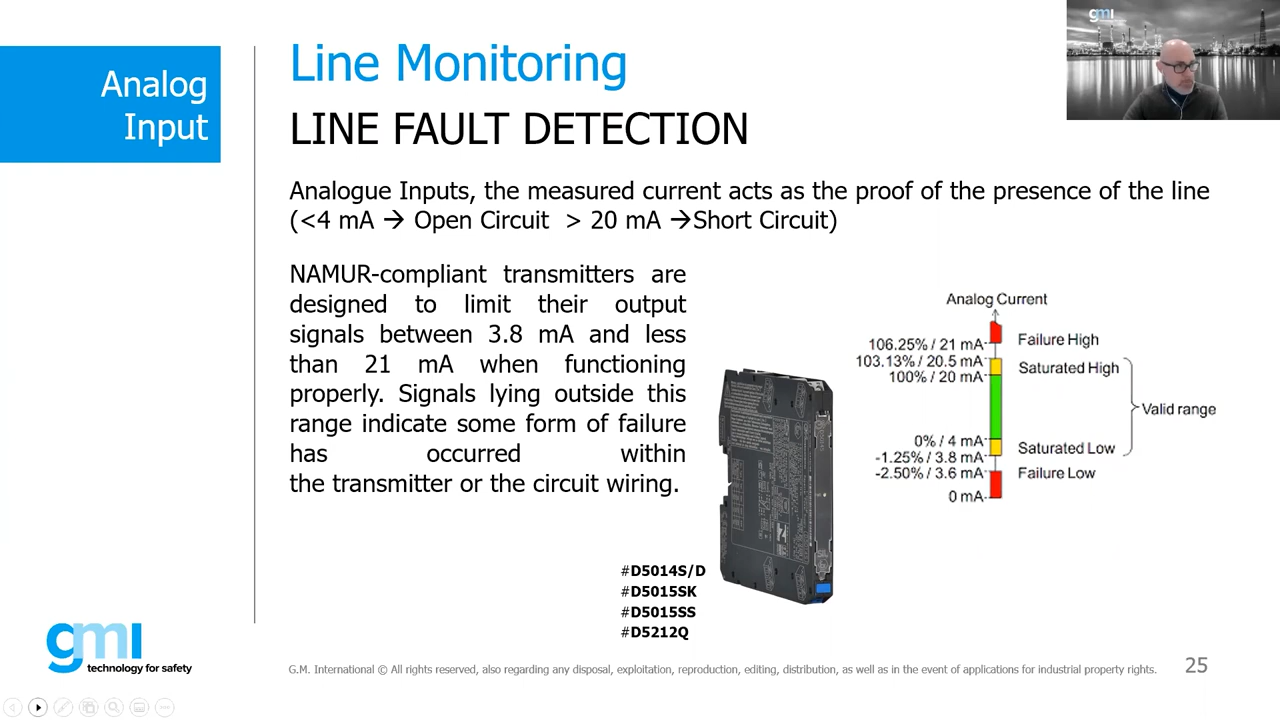 Analog
Input
Line Monitoring
LINE FAULT DETECTION
gmi
Analogue Inputs, the measured current acts as the proof of the presence of the line
(<4 mA → Open Circuit > 20 mA →Short Circuit)
NAMUR-compliant transmitters are
designed to limit their output
signals between 3.8 mA and less
than 21 mA when functioning
properly. Signals lying outside this
range indicate some form of failure
has occurred within
the transmitter or the circuit wiring.
Analog Current
106.25% / 21 mA
Failure High
103.13% / 20.5 mA
Saturated High
100% / 20 mA
Valid range
0% / 4 mA
Saturated Low
-1.25% / 3.8 mA
-2.50% / 3.6 mA
Failure Low
0 mA
#D5014S/D
#D5015SK
#D5015SS
#D5212Q
gmi
technology for safety
G.M. International © All rights reserved, also regarding any disposal, exploitation, reproduction, editing, distribution, as well as in the event of applications for industrial property rights.
25